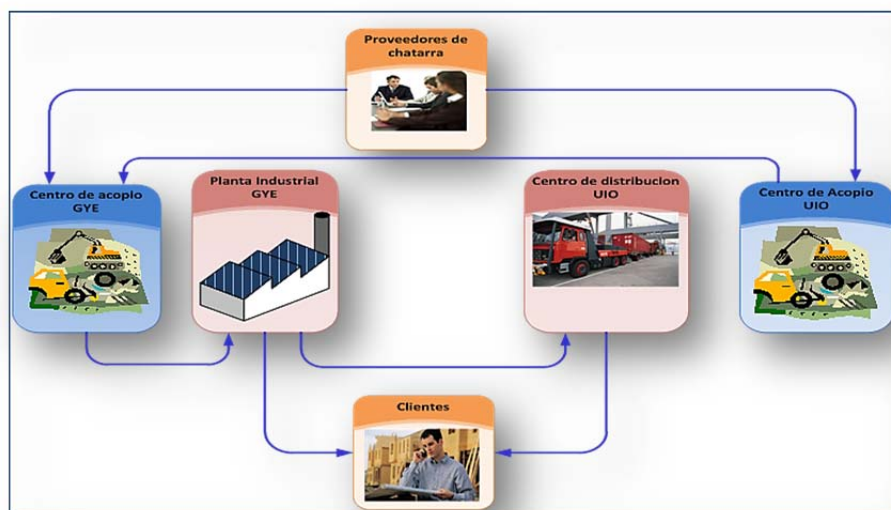 Proveedores de
chatarra
Centro de acopio
GYE
Planta Industrial
GYE
Centro de distribucion
UIO
Centro de Acopio
UIO
Clientes